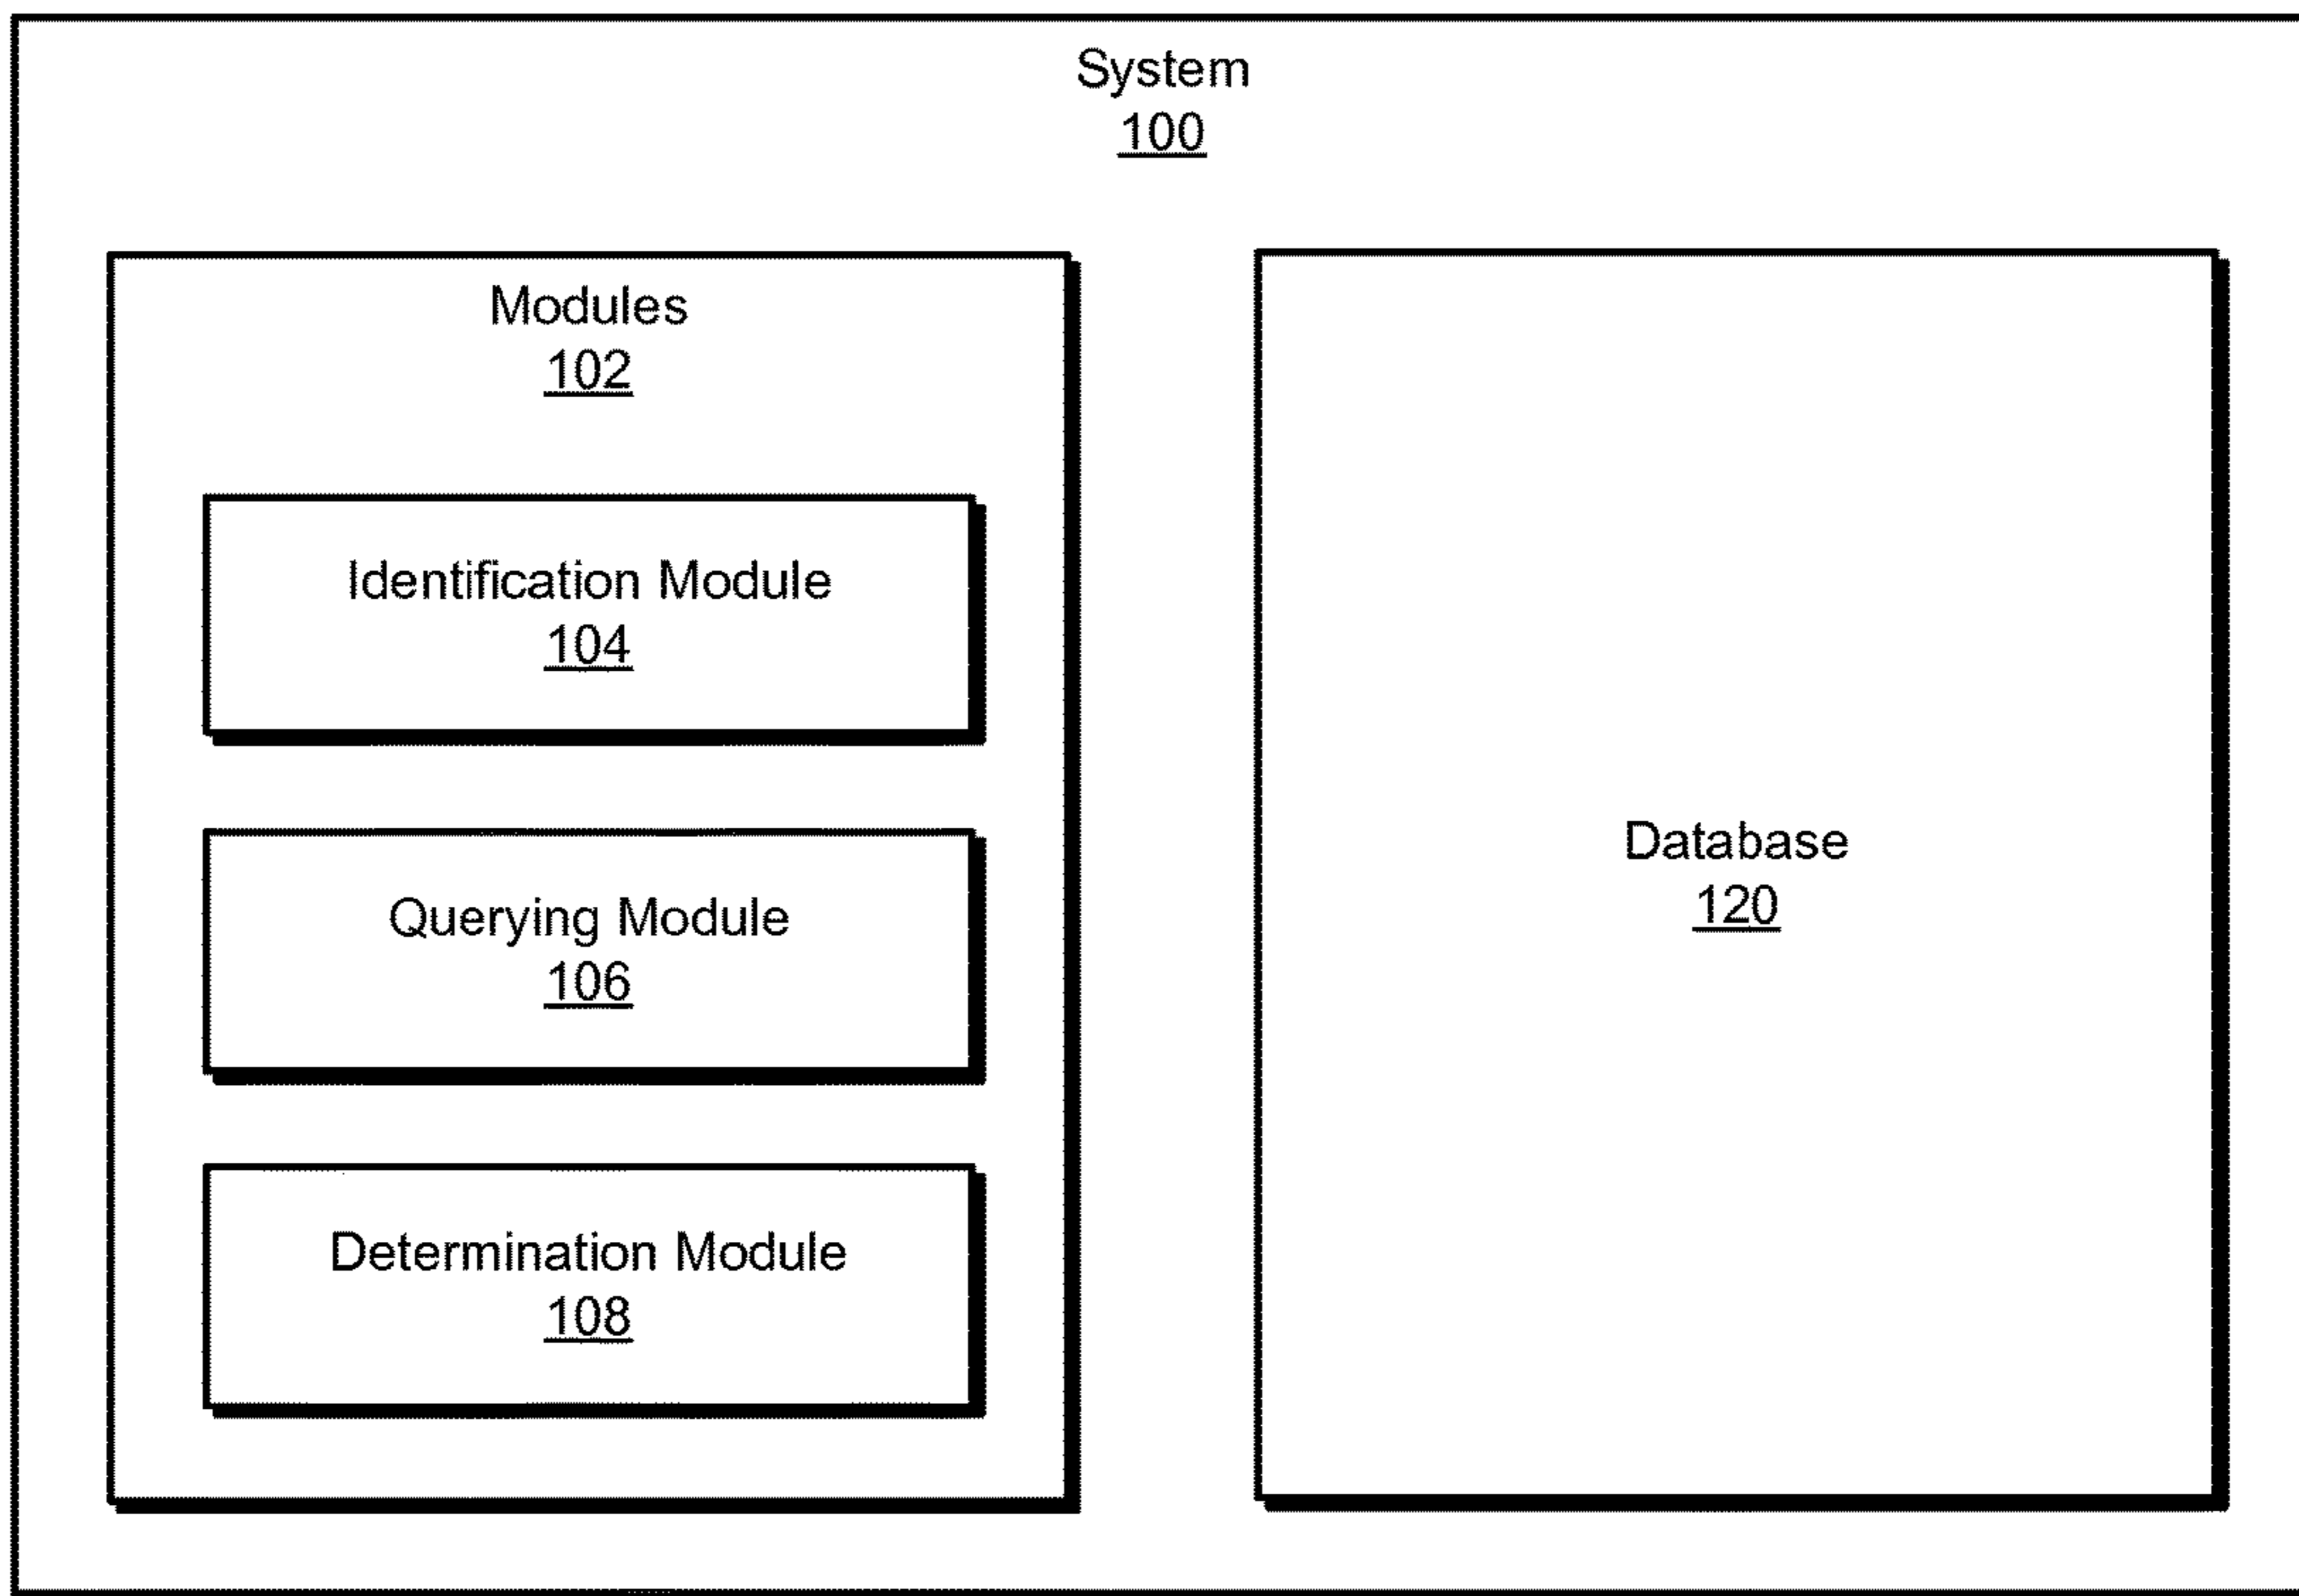 System
100
Modules
102
Identification Module
104
Querying Module
106
Determination Module
108
Database
120